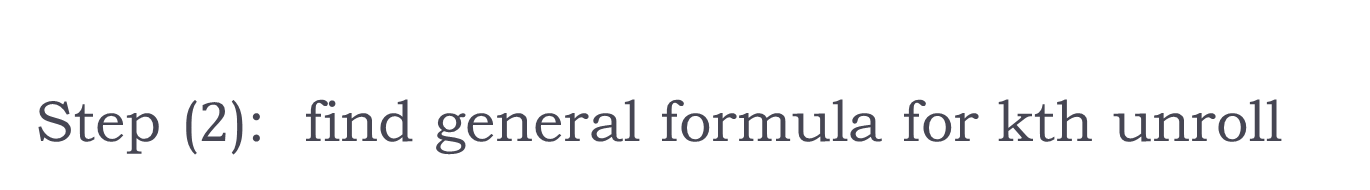 Step (2): find general formula for kth unroll